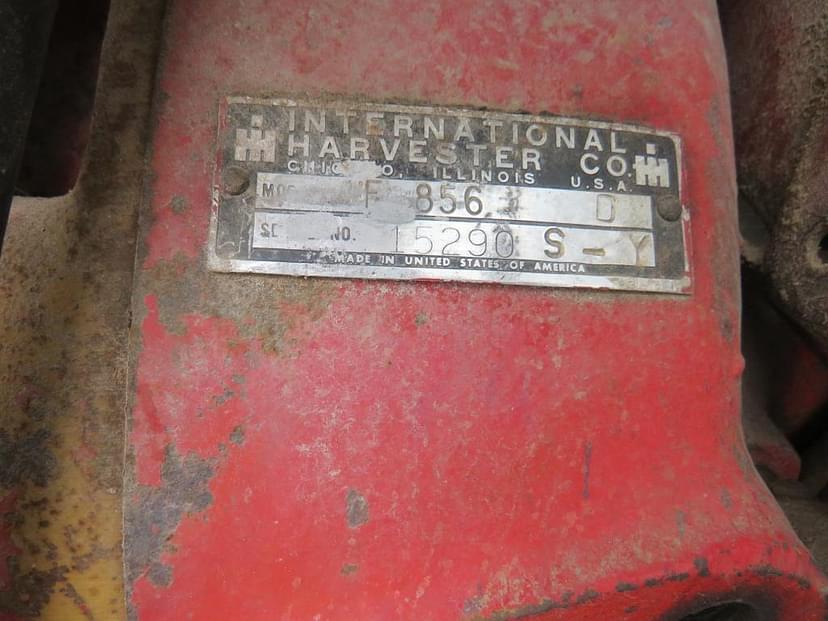 INTERNATIONAL
HARVESTER CO.
ILLINOIS U.S.A.
F 856 D
NO. 15290 S-Y
MADE IN UNITED STATES OF AMERICA